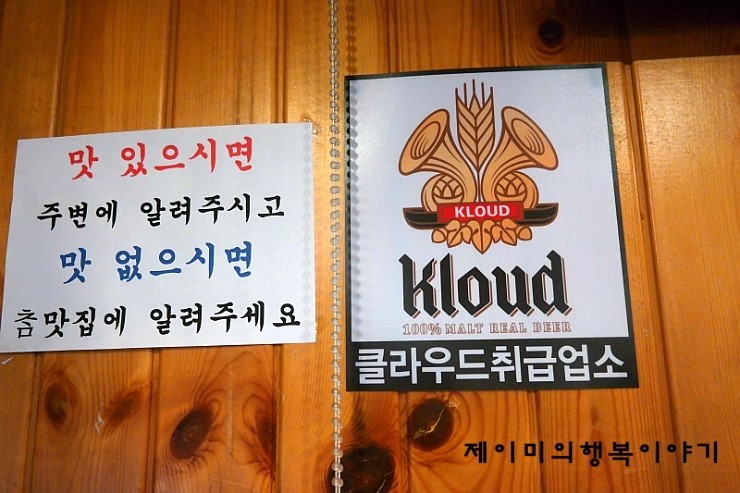 맛 있으시면
주변에 알려주시고
맛 없으시면
참맛집에 알려주세요
KLOUD
Kloud
100% MALT REAL BEER
클라우드취급업소
제이미의행복이야기